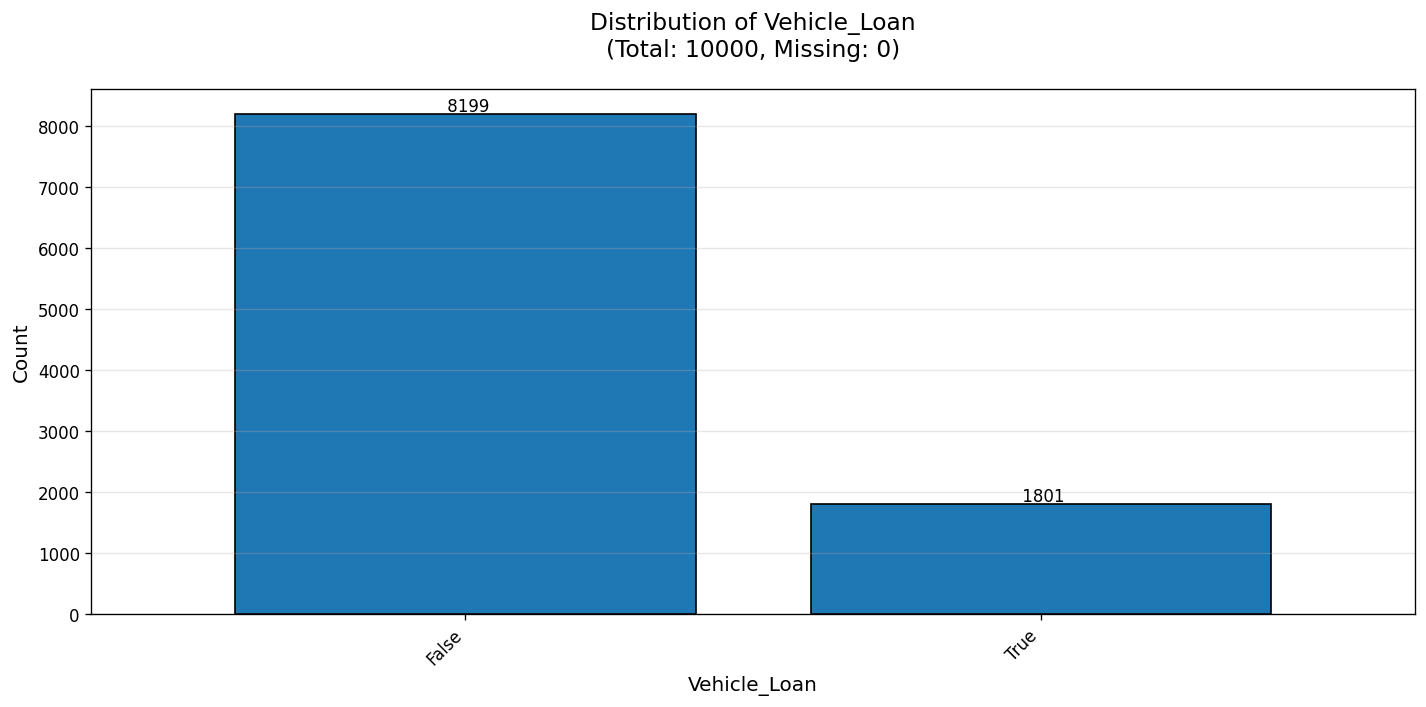 Distribution of Vehicle_Loan
(Total: 10000, Missing: 0)
8199
1801
8000
7000
6000
5000
4000
3000
2000
1000
0
Count
False
True
Vehicle_Loan